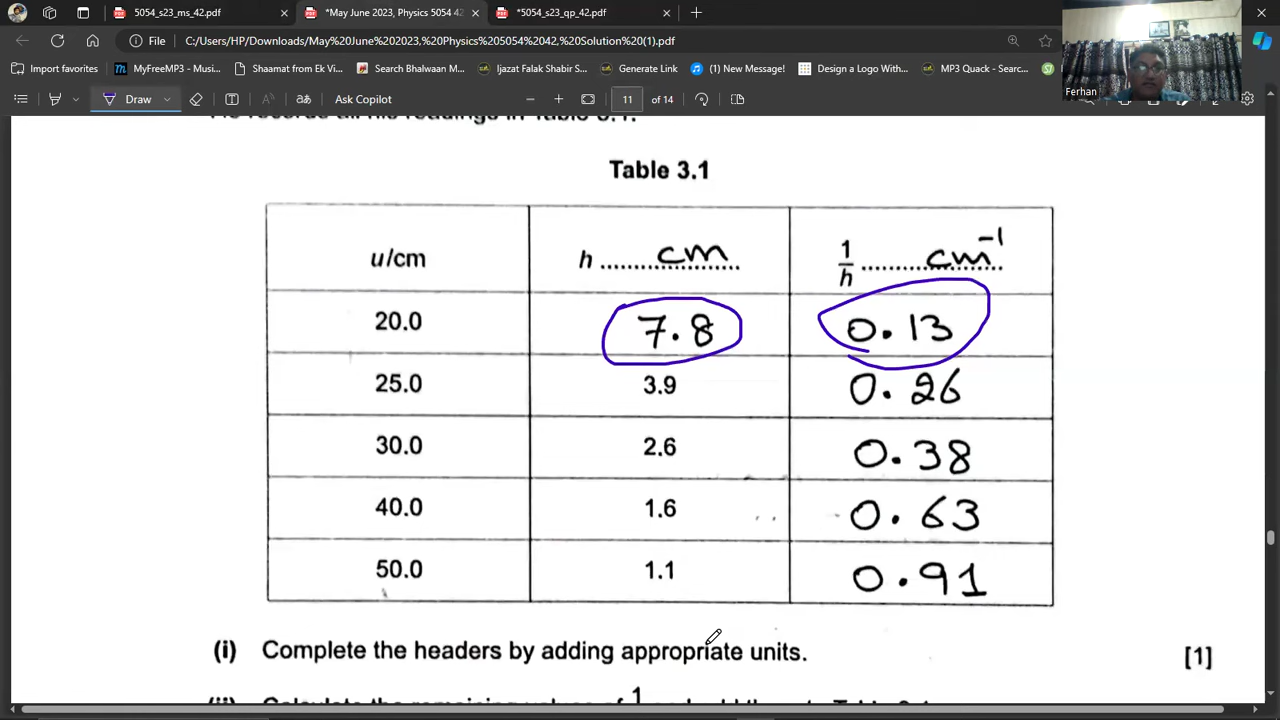 5054_s23_ms_42.pdf
*May June 2023, Physics 5054 42
*5054_s23_qp_42.pdf
File
C:/Users/HP/Downloads/May%20June%202023,%20Physics%205054%2042,%20Solution%20(1).pdf
Import favorites
MyFreeMP3 - Musi...
Shaamat from Ek Vi...
Search Bhalwaan M...
Ijazat Falak Shabir S...
Generate Link
(1) New Message!
Design a Logo With...
MP3 Quack - Searc...
Ferhan
Draw
Ask Copilot
11 of 14
Table 3.1
u/cm h ........cm........ 1/h ........cm⁻¹........
20.0 7.8 0.13
25.0 3.9 0.26
30.0 2.6 0.38
40.0 1.6 0.63
50.0 1.1 0.91
(i) Complete the headers by adding appropriate units. [1]